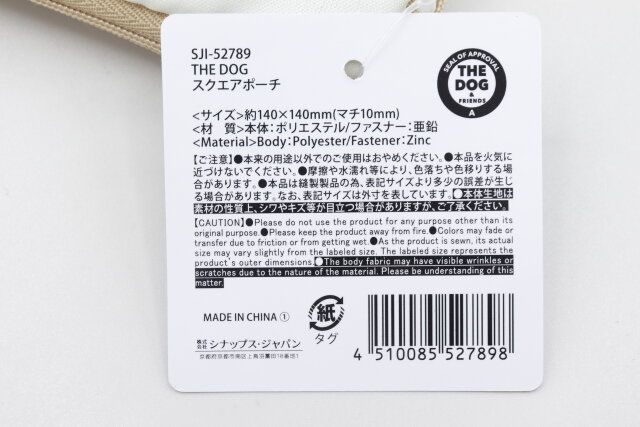 SJI-52789
THE DOG
スクエアポーチ
SEAL OF APPROVAL
THE
DOG
& FRIENDS
A
<サイズ>約140×140mm(マチ10mm)
<材　質>本体:ポリエステル/ファスナー:亜鉛
<Material>Body:Polyester/Fastener:Zinc
【ご注意】●本来の用途以外でのご使用はおやめください。●本品を火気に
近づけないでください。●摩擦や水濡れ等により、色落ちや色移りする場
合があります。●本品は縫製製品の為、表記サイズより多少の誤差が生じ
る場合があります。なお、表記サイズは外寸を表しています。●本体生地は
素材の性質上、シワやキズ等が目立つ場合がありますが、ご了承ください。
【CAUTION】●Please do not use the product for any purpose other than its
original purpose. ●Please keep the product away from fire.●Colors may fade or
transfer due to friction or from getting wet.●As the product is sewn, its actual
size may vary slightly from the labeled size. The labeled size represents the
product's outer dimensions.●The body fabric may have visible wrinkles or
scratches due to the nature of the material. Please be understanding of this
matter.
MADE IN CHINA ①
紙
タグ
株式会社 シナップス・ジャパン
4 510085 527898